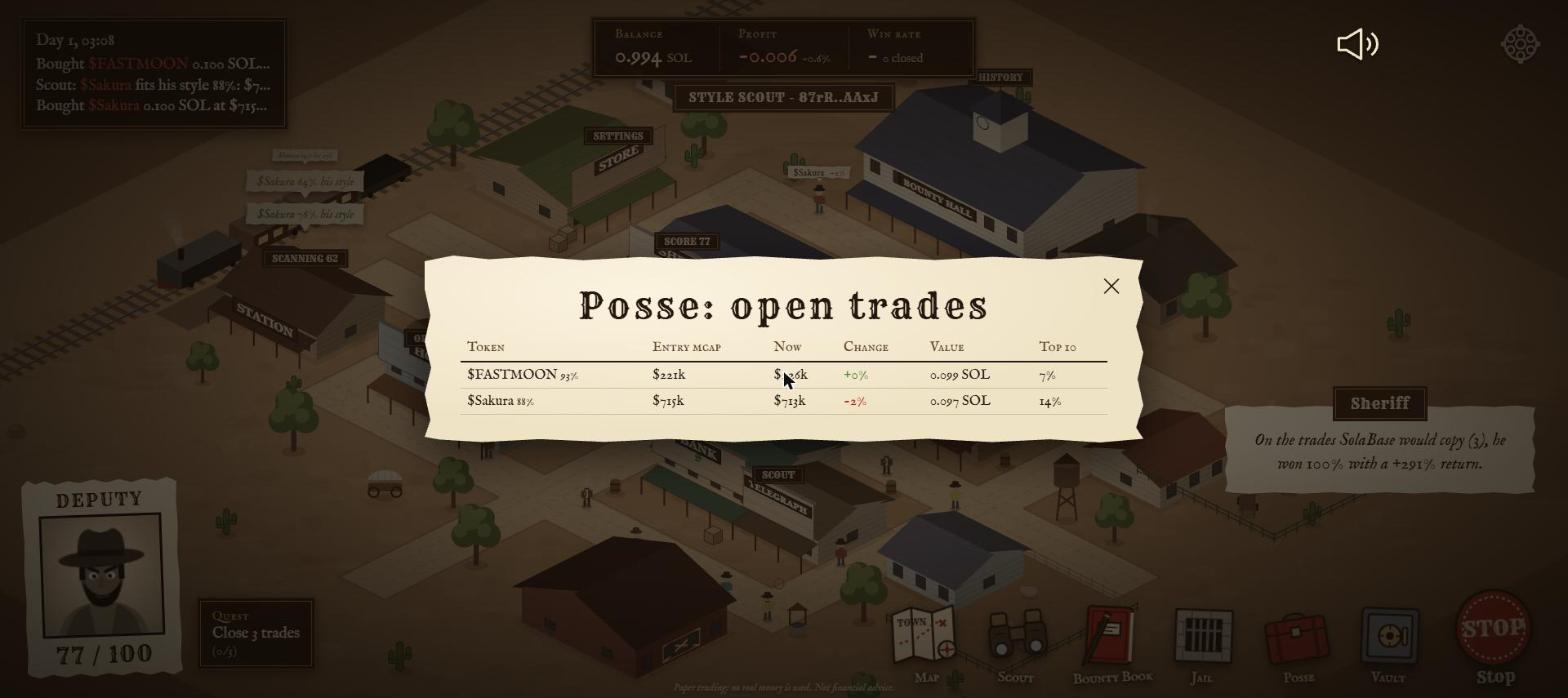 Day 1, 03:08
Bought $FASTMOON 0.100 SOL...
Scout: $Sakura fits his style 88%: $7...
Bought $Sakura 0.100 SOL at $715...
Balance
0.994 SOL
Profit
-0.006 -0.6%
Win rate
- 0 closed
STYLE SCOUT - 87rR..AAxJ
HISTORY
SETTINGS
STORE
$Sakura 64% his style
$Sakura 76% his style
$Sakura -2%
BOUNTY HALL
SCORE 77
SCANNING 62
STATION
Posse: open trades
Token Entry mcap Now Change Value Top 10
$FASTMOON 93% $221k +0% 0.099 SOL 7%
$Sakura 88% $715k $713k -2% 0.097 SOL 14%
Sheriff
On the trades SolaBase would copy (3), he
won 100% with a +291% return.
BANK
SCOUT
TELEGRAPH
DEPUTY
77 / 100
Quest
Close 3 trades
(0/3)
TOWN
Map
Scout
Bounty Book
Jail
Posse
Vault
STOP
Stop
Paper trading: no real money is used. Not financial advice.